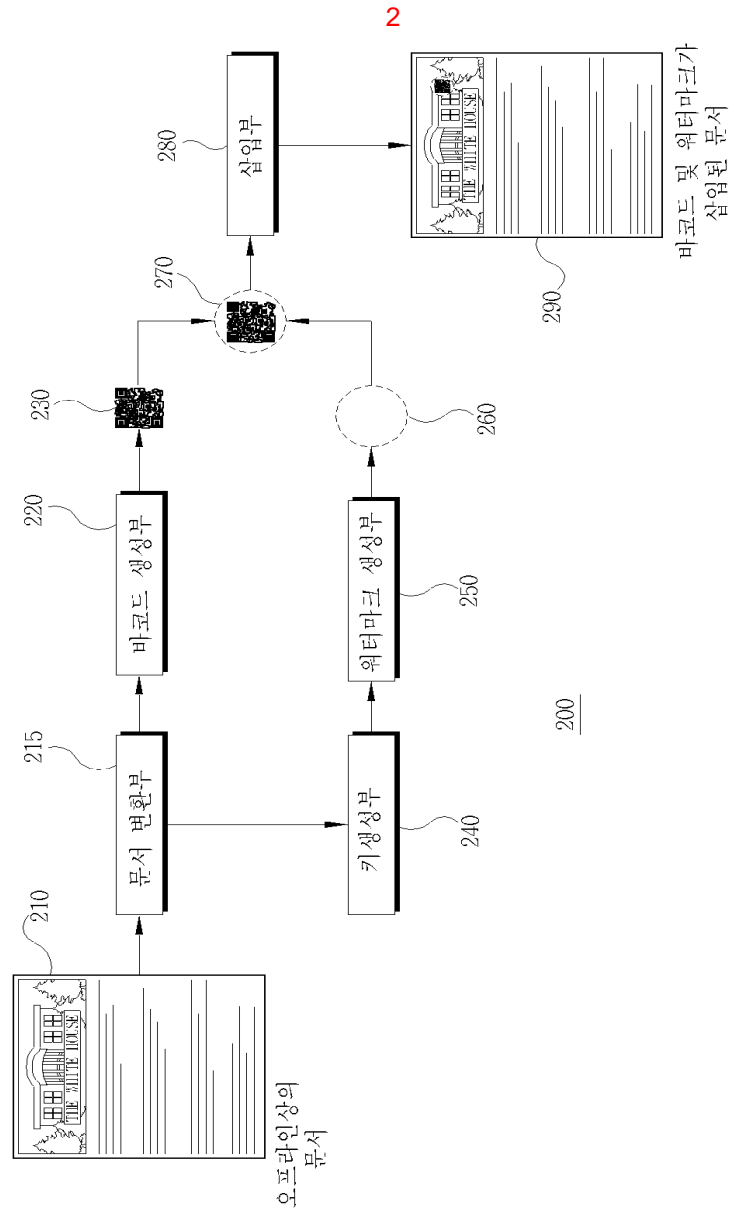 2
210
THE WHITE HOUSE
오프라인상의
문서
215
문서 변환부
220
바코드 생성부
230
240
키생성부
250
워터마크 생성부
260
270
280
삽입부
290
THE WHITE HOUSE
바코드 및 워터마크가
삽입된 문서
200